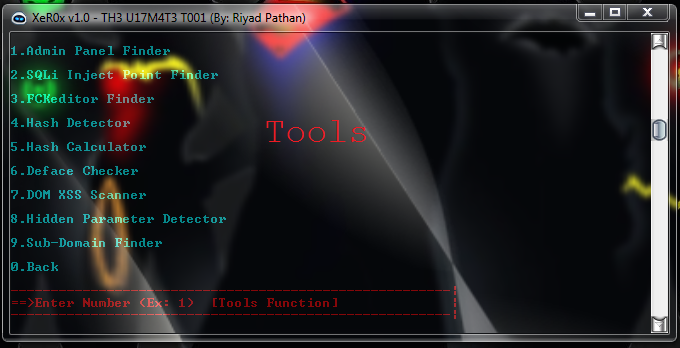 XeR0x v1.0 - TH3 U17M4T3 T001 (By: Riyad Pathan)
1.Admin Panel Finder
2.SQLi Inject Point Finder
3.FCKeditor Finder
4.Hash Detector
5.Hash Calculator
6.Deface Checker
7.DOM XSS Scanner
8.Hidden Parameter Detector
9.Sub-Domain Finder
0.Back
Tools
==>Enter Number (Ex: 1) [Tools Function]